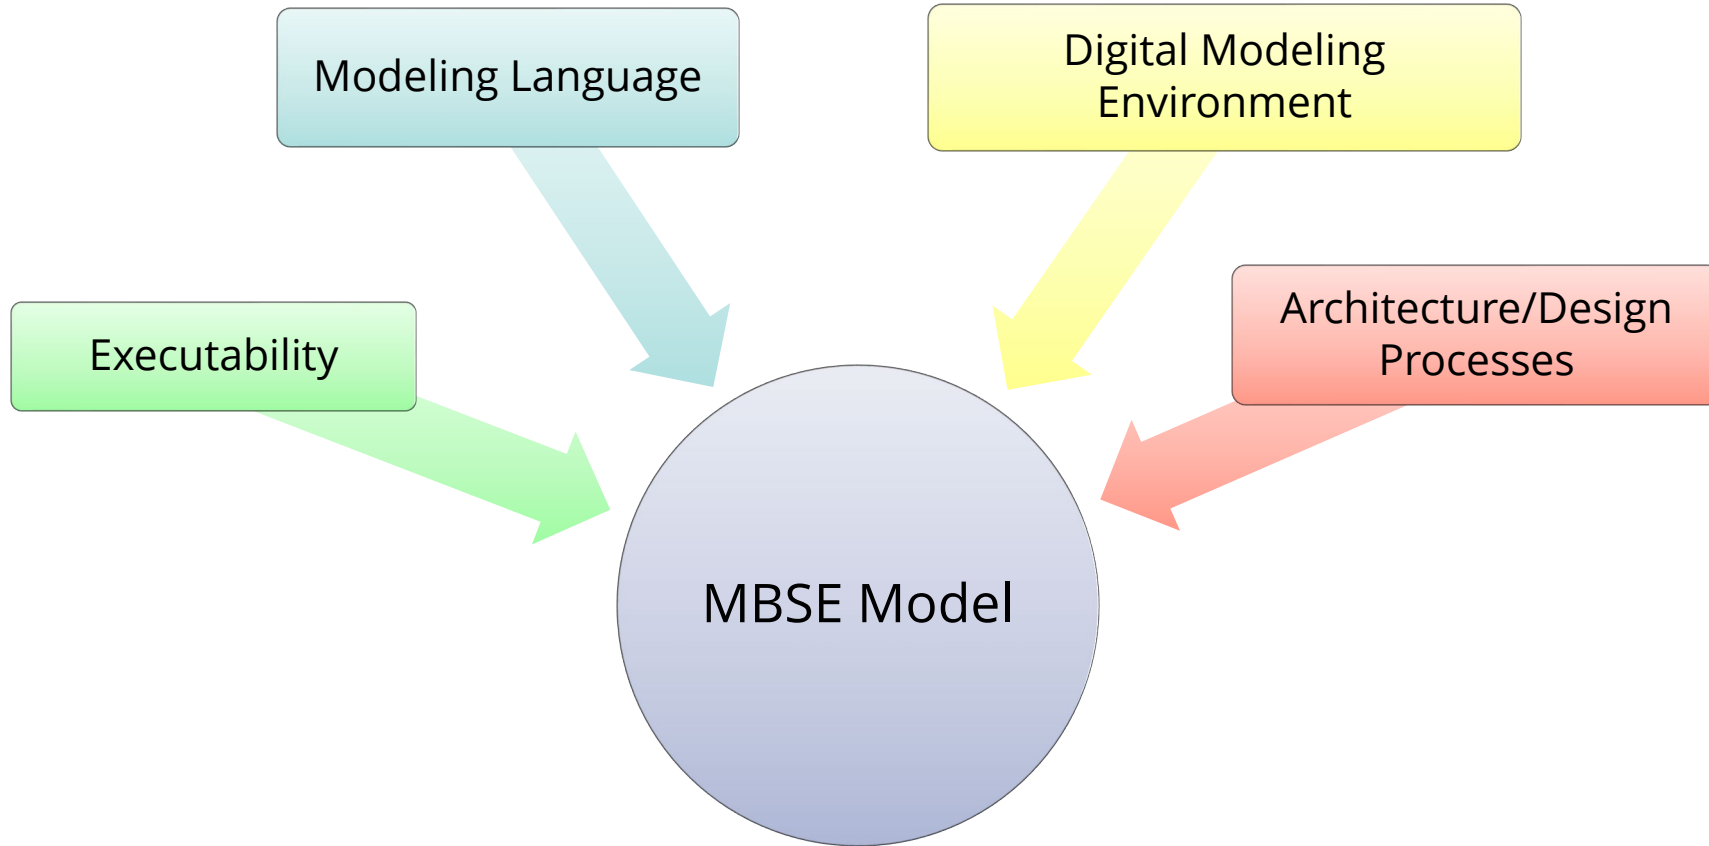 Modeling Language
Digital Modeling
Environment
Executability
Architecture/Design
Processes
MBSE Model